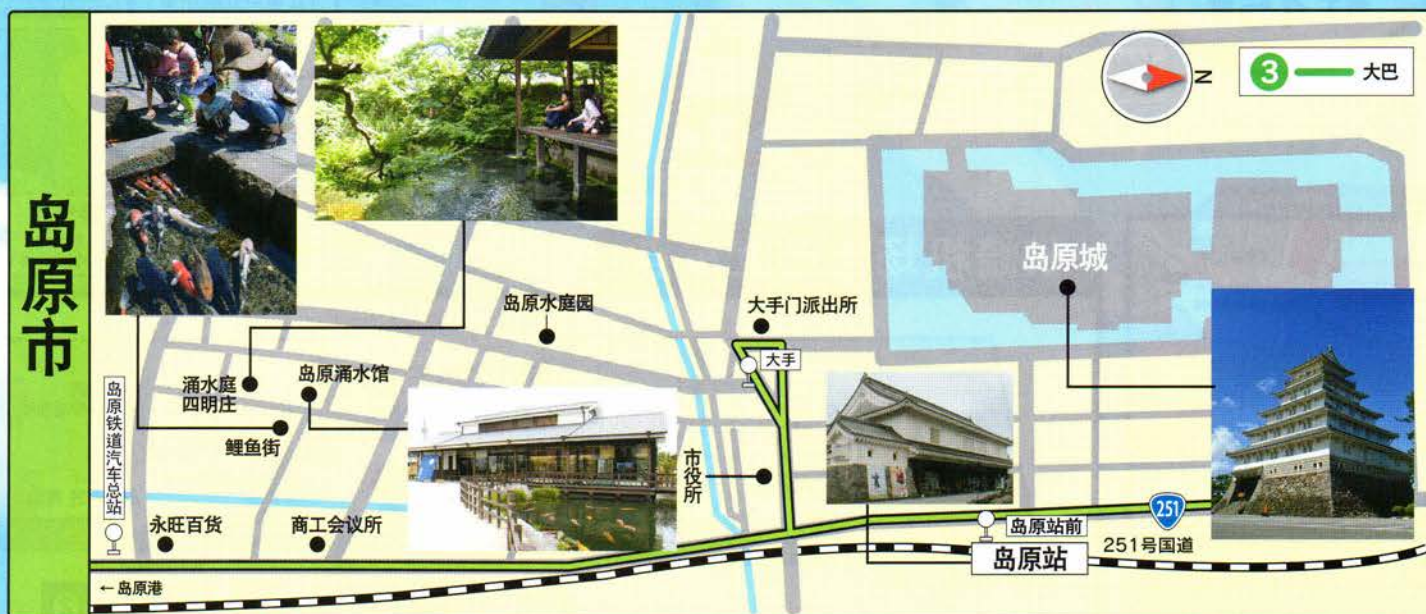 岛原市
N
3 大巴
岛原城
岛原水庭园
大手门派出所
大手
涌水庭
四明庄
岛原涌水馆
鲤鱼街
岛原铁道汽车总站
市役所
永旺百货
商工会议所
岛原站前
251
251号国道
岛原站
←岛原港